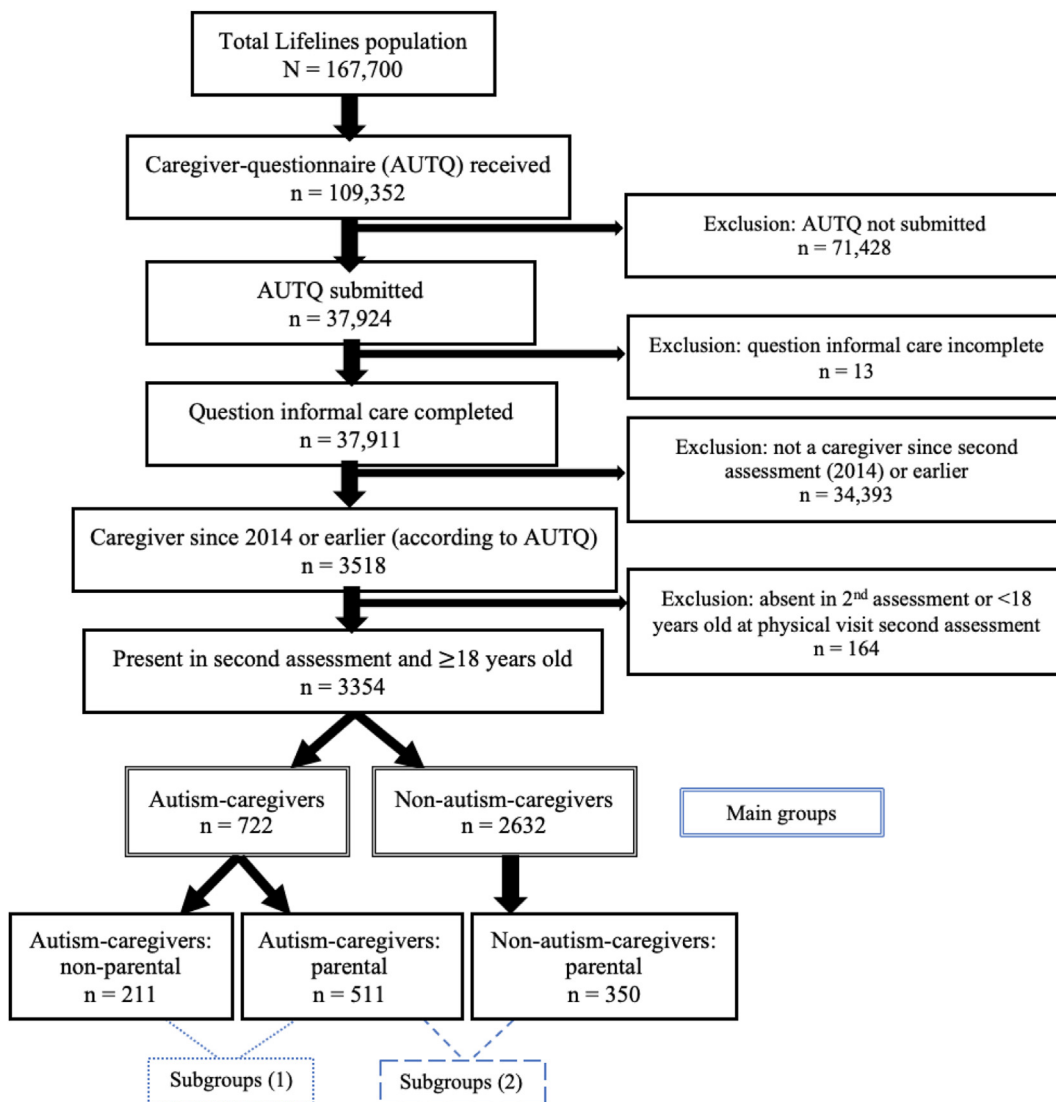 Total Lifelines population
N = 167,700
Caregiver-questionnaire (AUTQ) received
n = 109,352
Exclusion: AUTQ not submitted
n = 71,428
AUTQ submitted
n = 37,924
Exclusion: question informal care incomplete
n = 13
Question informal care completed
n = 37,911
Exclusion: not a caregiver since second
assessment (2014) or earlier
n = 34,393
Caregiver since 2014 or earlier (according to AUTQ)
n = 3518
Exclusion: absent in 2nd assessment or <18
years old at physical visit second assessment
n = 164
Present in second assessment and ≥18 years old
n = 3354
Autism-caregivers
n = 722
Non-autism-caregivers
n = 2632
Main groups
Autism-caregivers:
non-parental
n = 211
Autism-caregivers:
parental
n = 511
Non-autism-caregivers:
parental
n = 350
Subgroups (1)
Subgroups (2)